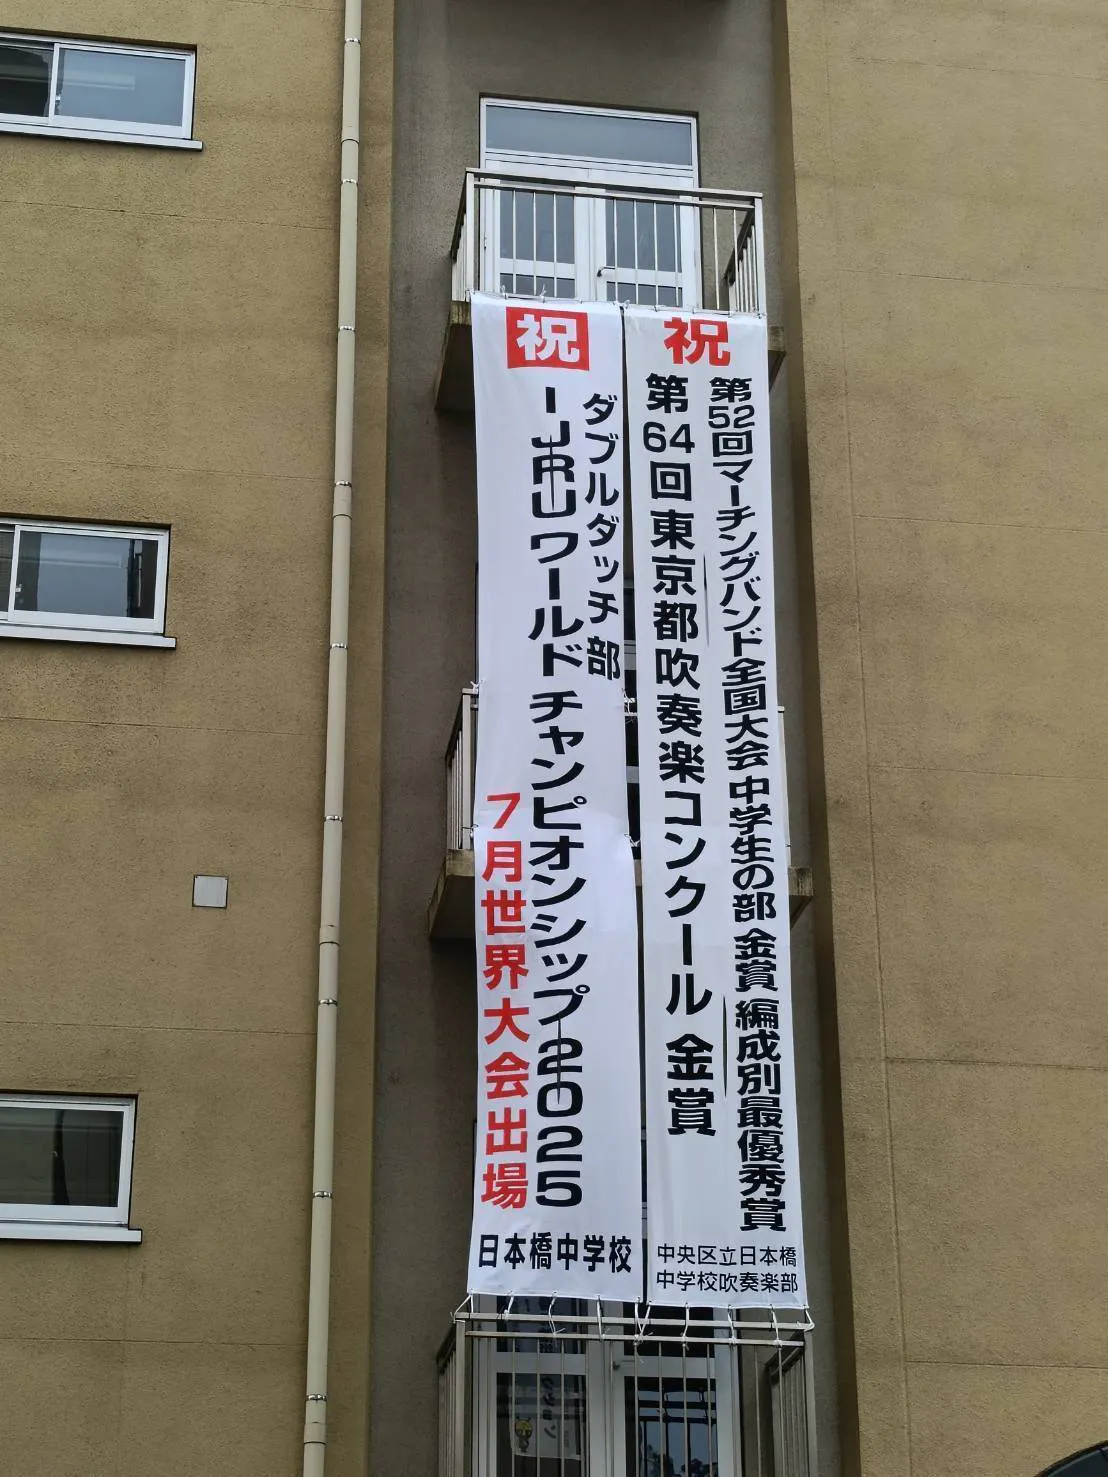 祝
第52回マーチングバンド全国大会 中学生の部 金賞 編成別最優秀賞
第64回東京都吹奏楽コンクール 金賞
中央区立日本橋
中学校吹奏楽部
祝
ダブルダッチ部
IJRUワールドチャンピオンシップ2025
7月世界大会出場
日本橋中学校